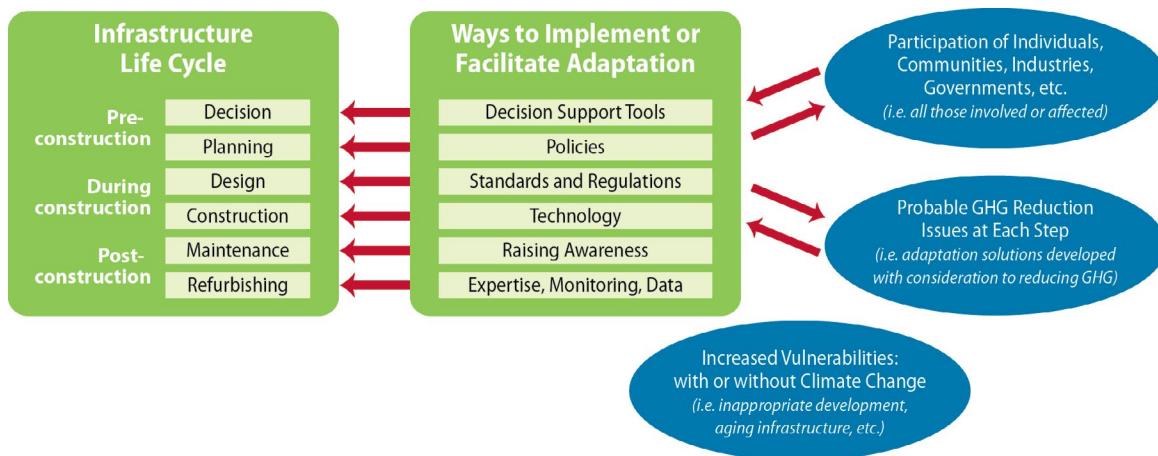 Infrastructure
Life Cycle
Pre-
construction
Decision
Planning
During
construction
Design
Construction
Post-
construction
Maintenance
Refurbishing
Ways to Implement or
Facilitate Adaptation
Decision Support Tools
Policies
Standards and Regulations
Technology
Raising Awareness
Expertise, Monitoring, Data
Participation of Individuals,
Communities, Industries,
Governments, etc.
(i.e. all those involved or affected)
Probable GHG Reduction
Issues at Each Step
(i.e. adaptation solutions developed
with consideration to reducing GHG)
Increased Vulnerabilities:
with or without Climate Change
(i.e. inappropriate development,
aging infrastructure, etc.)